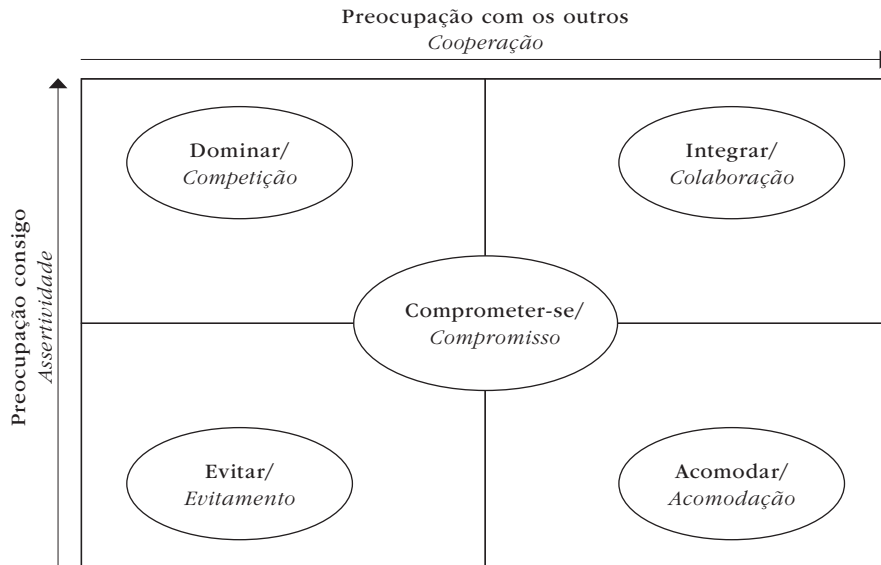 Preocupação com os outros
Cooperação
Preocupação consigo
Assertividade
Dominar/
Competição
Integrar/
Colaboração
Comprometer-se/
Compromisso
Evitar/
Evitamento
Acomodar/
Acomodação